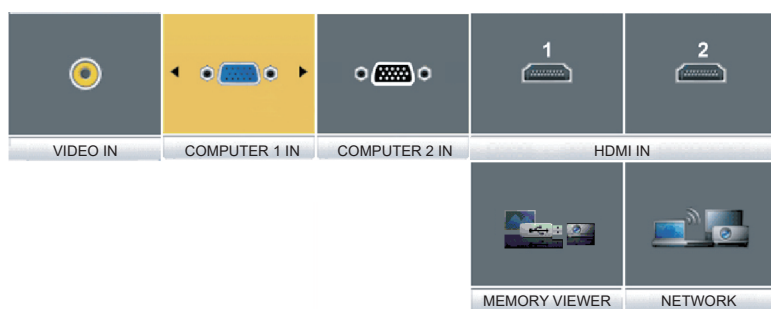 1 2
VIDEO IN COMPUTER 1 IN COMPUTER 2 IN HDMI IN
MEMORY VIEWER NETWORK